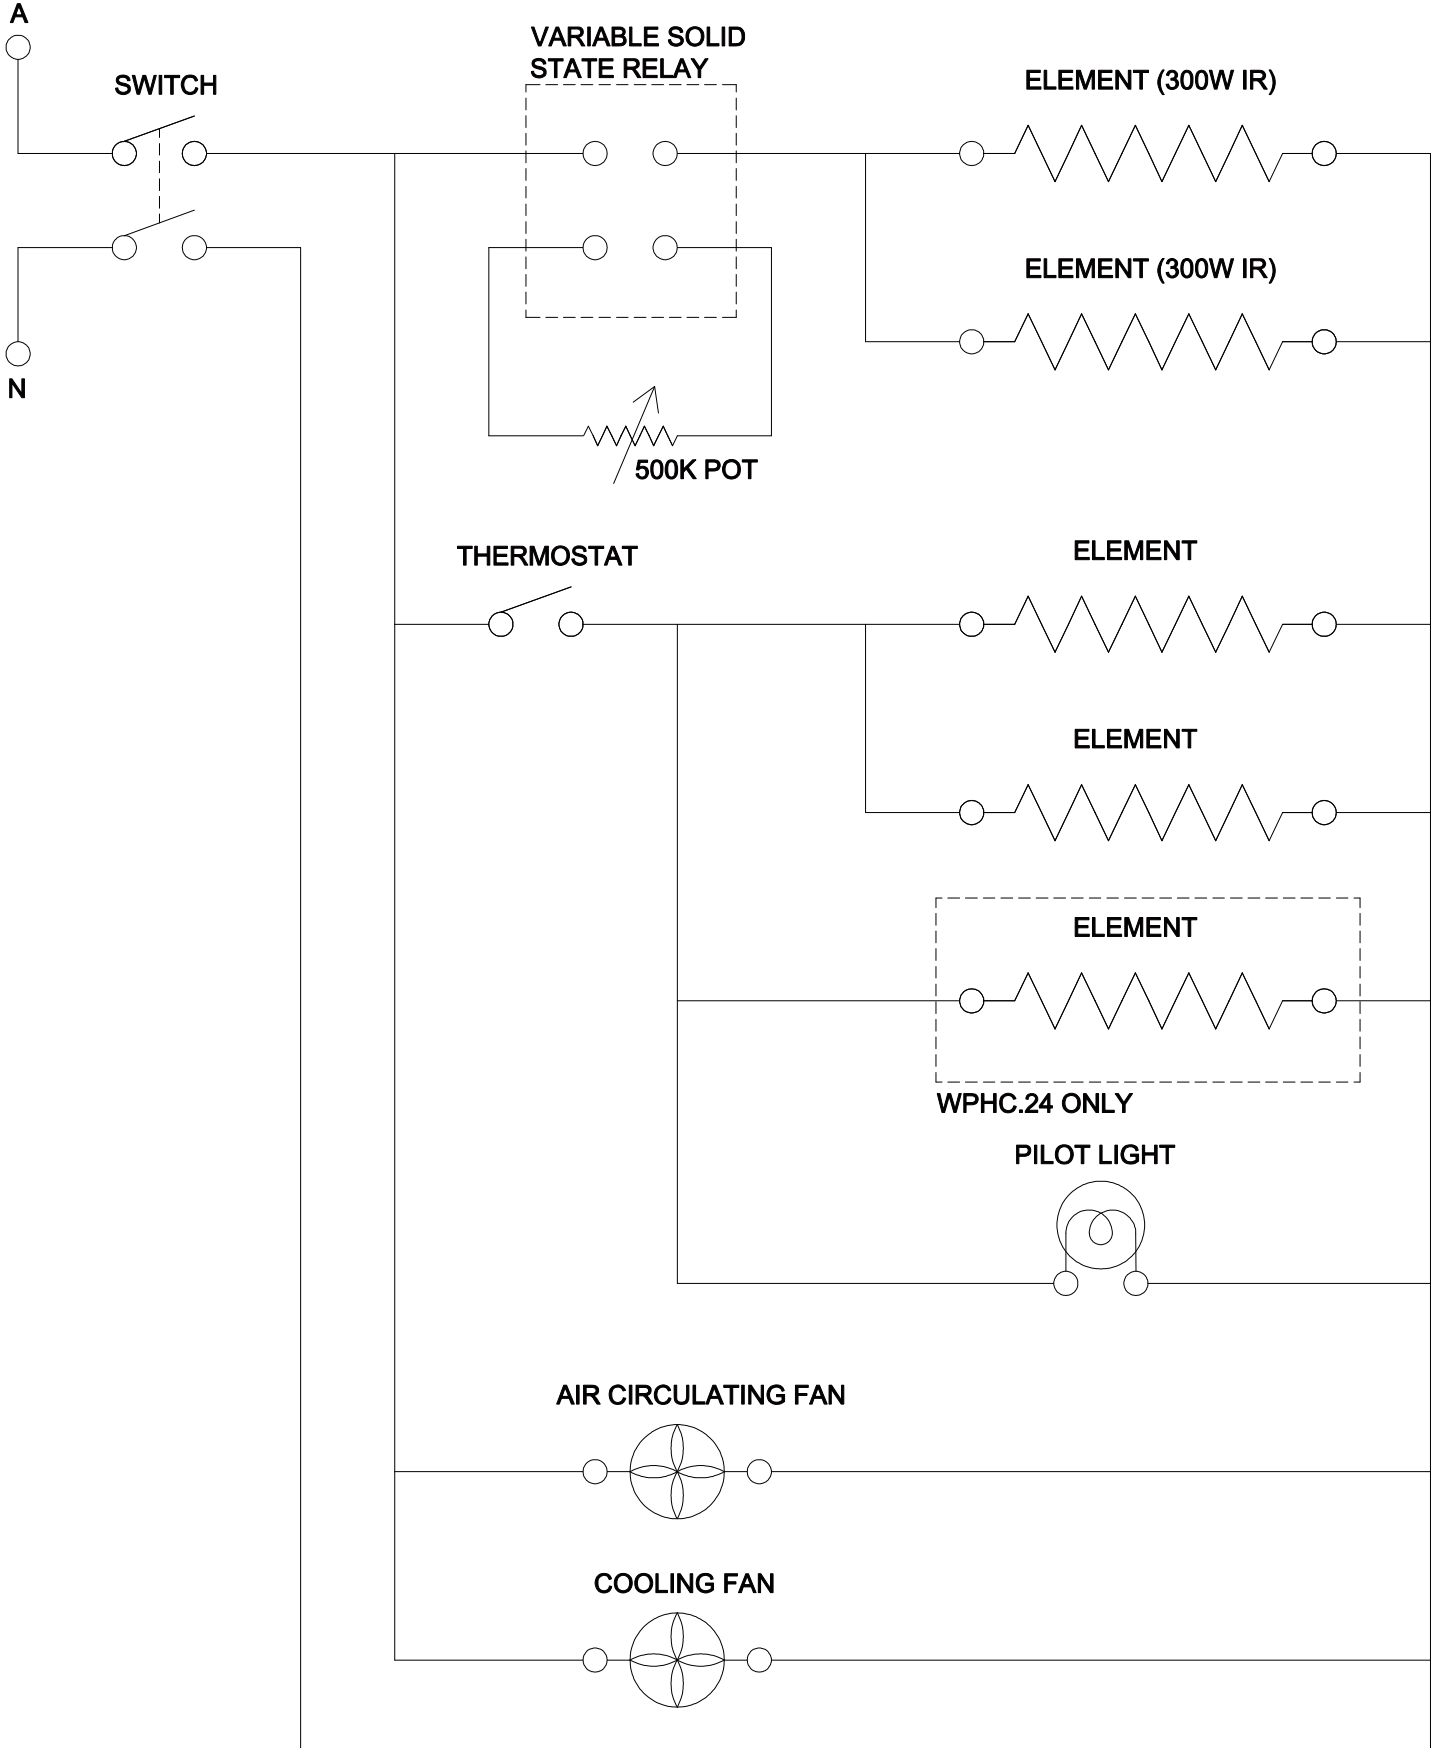 A
SWITCH
N
VARIABLE SOLID
STATE RELAY
ELEMENT (300W IR)
ELEMENT (300W IR)
500K POT
THERMOSTAT
ELEMENT
ELEMENT
ELEMENT
WPHC.24 ONLY
PILOT LIGHT
AIR CIRCULATING FAN
COOLING FAN